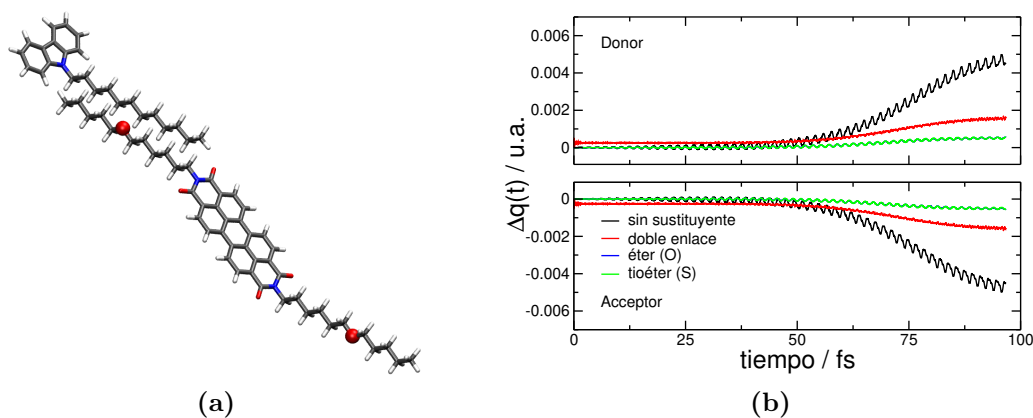 0.006
0.004
0.002
0
Donor
0
-0.002
-0.004
-0.006
sin sustituyente
doble enlace
éter (O)
tioéter (S)
Acceptor
Δq(t) / u.a.
0 25 50 75 100
tiempo / fs
(a) (b)